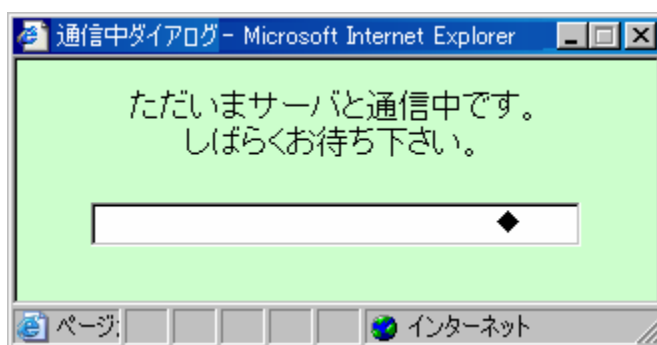 通信中ダイアログ - Microsoft Internet Explorer
ただいまサーバと通信中です。
しばらくお待ち下さい。
ページ
インターネット